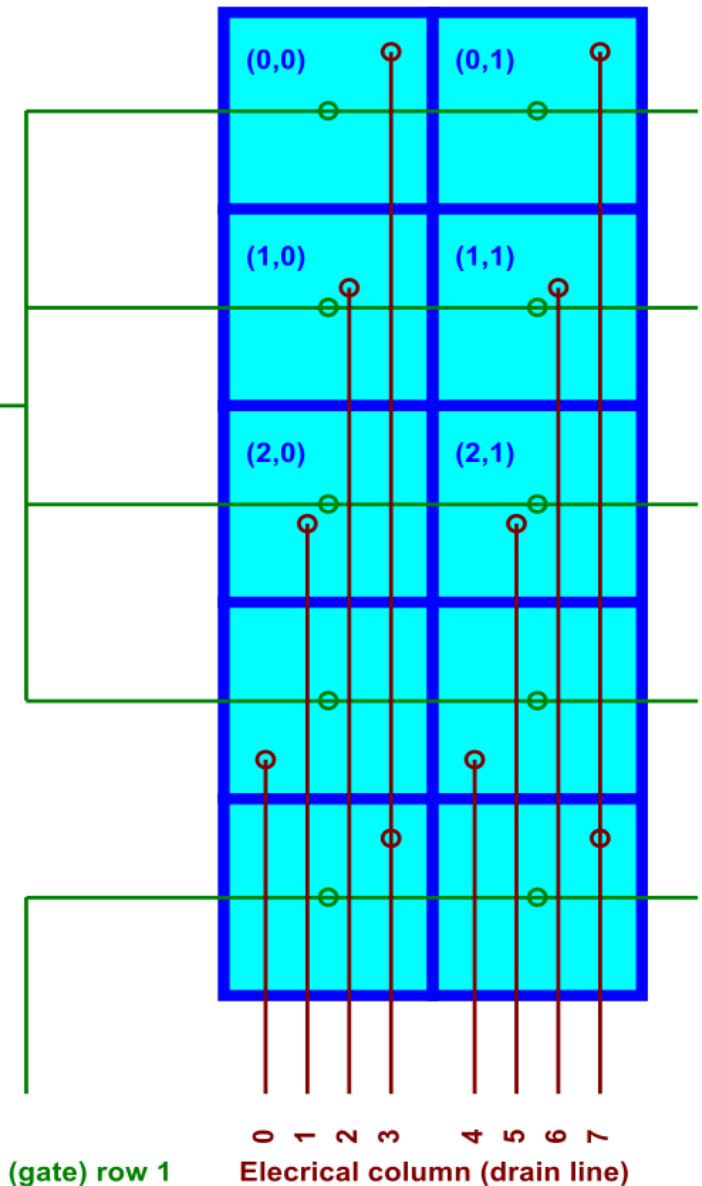 (0,0) (0,1)
(1,0) (1,1)
(2,0) (2,1)
0 1 2 3 4 5 6 7
(gate) row 1 Elecrical column (drain line)